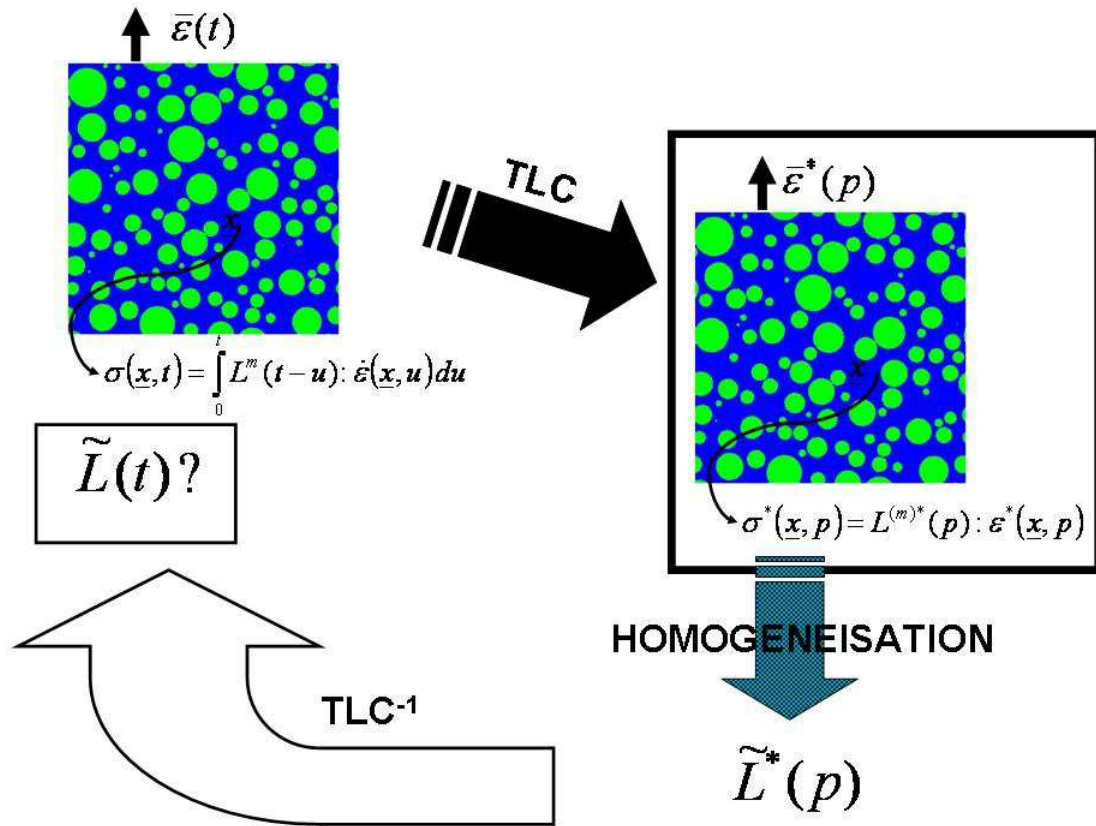 ε̄(t)
x
σ(x, t) = ∫₀ᵗ Lᵐ(t − u) : ε̇(x, u)du
L̃(t) ?
TLC
ε̄*(p)
x
σ*(x, p) = L⁽ᵐ⁾*(p) : ε*(x, p)
HOMOGENEISATION
L̃*(p)
TLC⁻¹